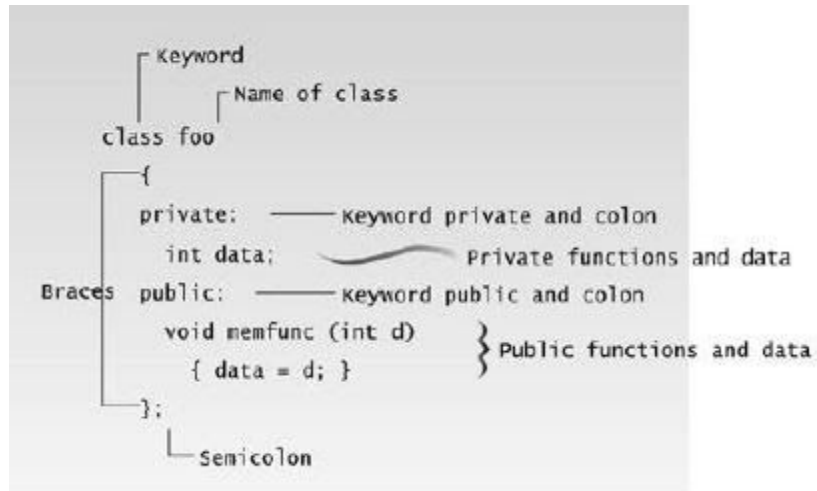 Keyword
Name of class
class foo
{
private: Keyword private and colon
int data; Private functions and data
Braces public: Keyword public and colon
void memfunc (int d)
{ data = d; } Public functions and data
};
Semicolon